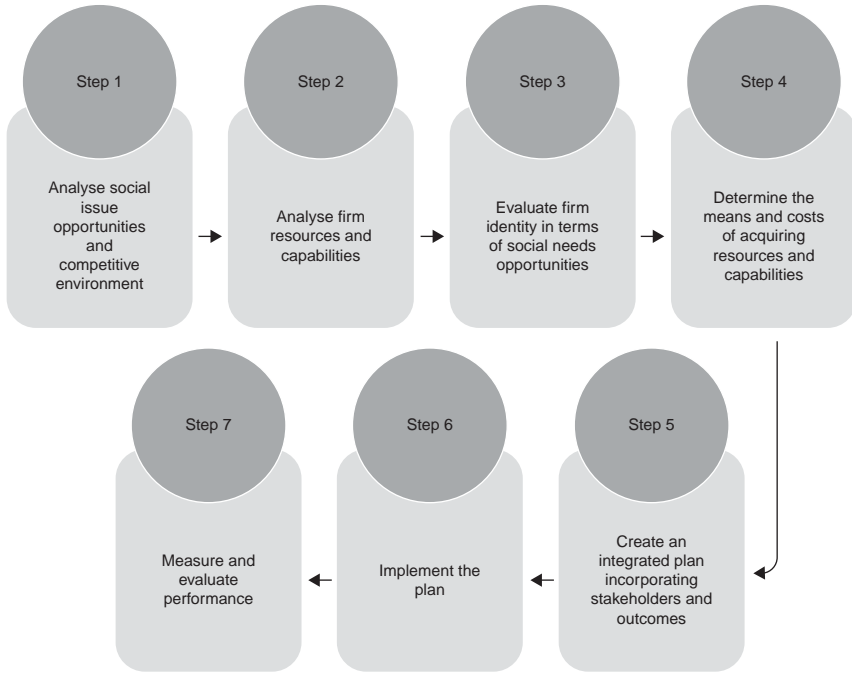 Step 1
Analyse social
issue
opportunities
and
competitive
environment
Step 2
Analyse firm
resources and
capabilities
Step 3
Evaluate firm
identity in terms
of social needs
opportunities
Step 4
Determine the
means and costs
of acquiring
resources and
capabilities
Step 5
Create an
integrated plan
incorporating
stakeholders and
outcomes
Step 6
Implement the
plan
Step 7
Measure and
evaluate
performance